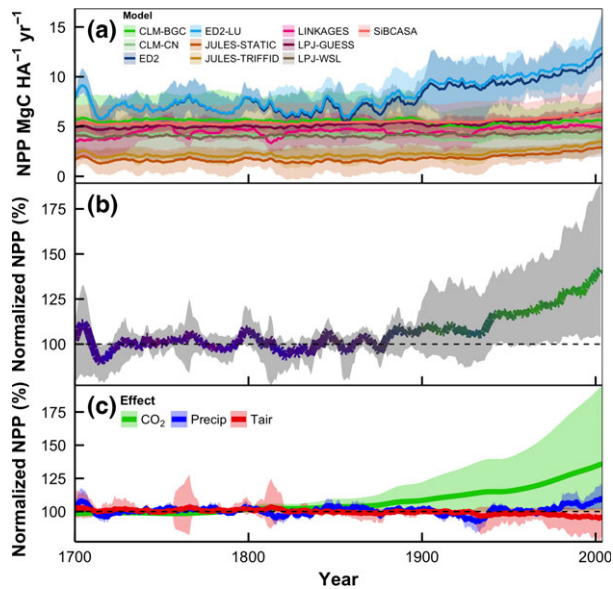 (a)
Model
CLM-BGC ED2-LU LINKAGES SiBCASA
CLM-CN JULES-STATIC LPJ-GUESS
ED2 JULES-TRIFFID LPJ-WSL
NPP MgC HA⁻¹ yr⁻¹
15
10
5
0
(b)
Normalized NPP (%)
175
150
125
100
(c)
Effect
CO₂ Precip Tair
Normalized NPP (%)
175
150
125
100
1700 1800 1900 2000
Year